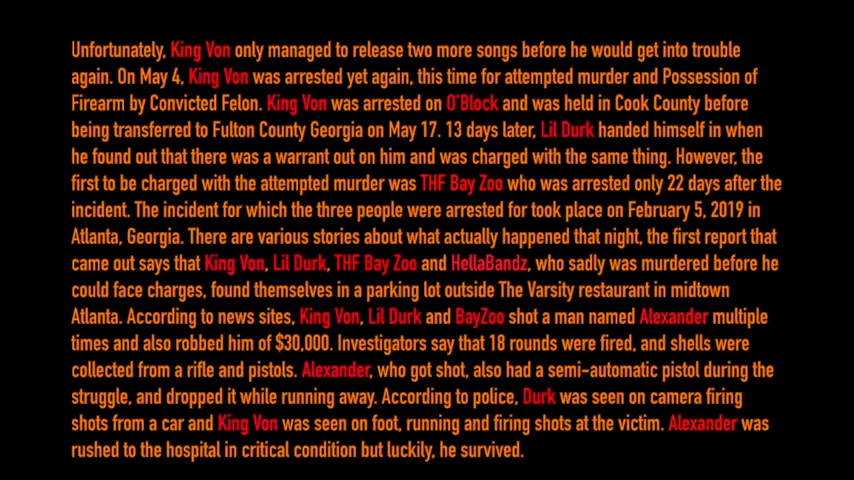 Unfortunately, King Von only managed to release two more songs before he would get into trouble
again. On May 4, King Von was arrested yet again, this time for attempted murder and Possession of
Firearm by Convicted Felon. King Von was arrested on O'Block and was held in Cook County before
being transferred to Fulton County Georgia on May 17. 13 days later, Lil Durk handed himself in when
he found out that there was a warrant out on him and was charged with the same thing. However, the
first to be charged with the attempted murder was THF Bay Zoo who was arrested only 22 days after the
incident. The incident for which the three people were arrested for took place on February 5, 2019 in
Atlanta, Georgia. There are various stories about what actually happened that night, the first report that
came out says that King Von, Lil Durk, THF Bay Zoo and HellaBandz, who sadly was murdered before he
could face charges, found themselves in a parking lot outside The Varsity restaurant in midtown
Atlanta. According to news sites, King Von, Lil Durk and BayZoo shot a man named Alexander multiple
times and also robbed him of $30,000. Investigators say that 18 rounds were fired, and shells were
collected from a rifle and pistols. Alexander, who got shot, also had a semi-automatic pistol during the
struggle, and dropped it while running away. According to police, Durk was seen on camera firing
shots from a car and King Von was seen on foot, running and firing shots at the victim. Alexander was
rushed to the hospital in critical condition but luckily, he survived.